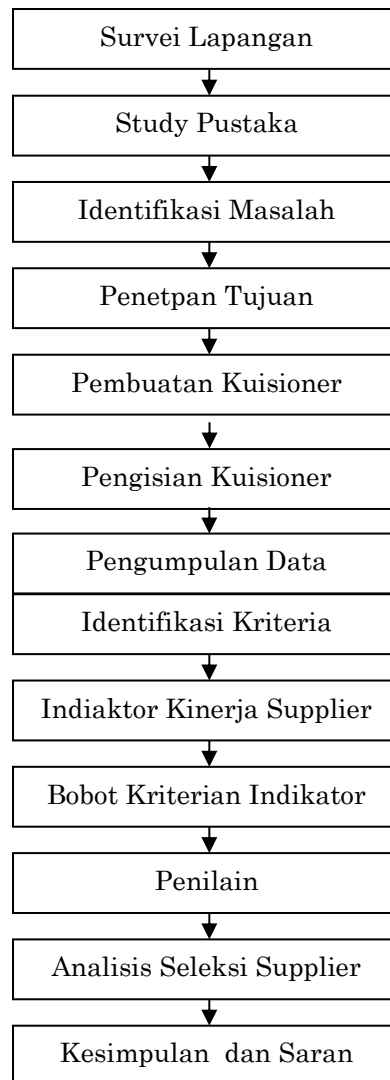 Survei Lapangan
Study Pustaka
Identifikasi Masalah
Penetpan Tujuan
Pembuatan Kuisioner
Pengisian Kuisioner
Pengumpulan Data
Identifikasi Kriteria
Indiaktor Kinerja Supplier
Bobot Kriterian Indikator
Penilain
Analisis Seleksi Supplier
Kesimpulan  dan Saran